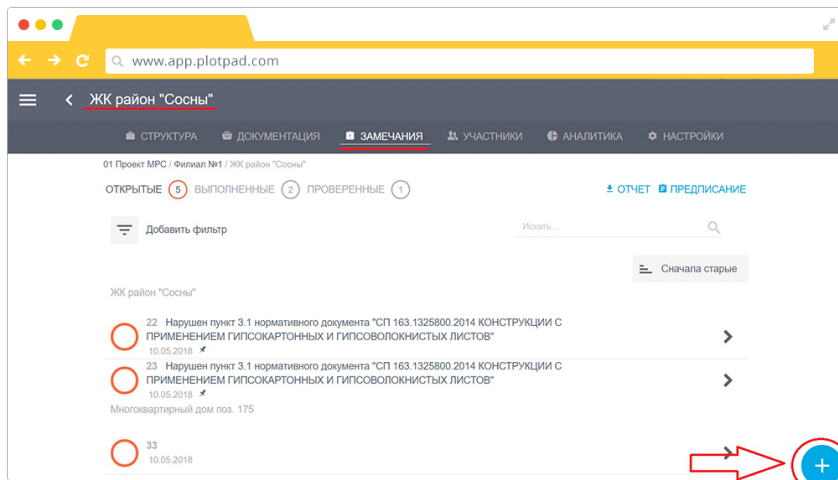 www.app.plotpad.com
ЖК район "Сосны"
СТРУКТУРА ДОКУМЕНТАЦИЯ ЗАМЕЧАНИЯ УЧАСТНИКИ АНАЛИТИКА НАСТРОЙКИ
01 Проект МРС / Филиал №1 / ЖК район "Сосны"
ОТКРЫТЫЕ 5 ВЫПОЛНЕННЫЕ 2 ПРОВЕРЕННЫЕ 1 ОТЧЕТ ПРЕДПИСАНИЕ
Добавить фильтр Искать...
Сначала старые
ЖК район "Сосны"
22 Нарушен пункт 3.1 нормативного документа "СП 163.1325800.2014 КОНСТРУКЦИИ С
ПРИМЕНЕНИЕМ ГИПСОКАРТОННЫХ И ГИПСОВОЛОКНИСТЫХ ЛИСТОВ"
10.05.2018
23 Нарушен пункт 3.1 нормативного документа "СП 163.1325800.2014 КОНСТРУКЦИИ С
ПРИМЕНЕНИЕМ ГИПСОКАРТОННЫХ И ГИПСОВОЛОКНИСТЫХ ЛИСТОВ"
10.05.2018
Многоквартирный дом поз. 175
33
10.05.2018